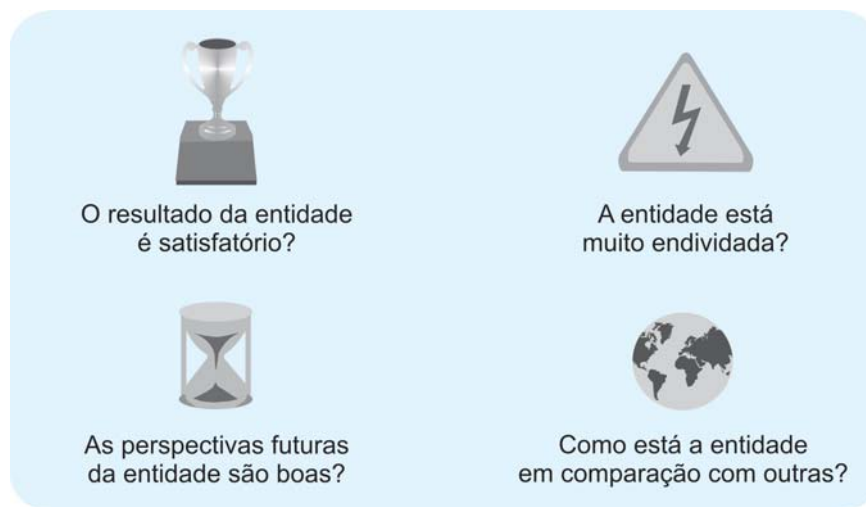 O resultado da entidade
é satisfatório?
A entidade está
muito endividada?
As perspectivas futuras
da entidade são boas?
Como está a entidade
em comparação com outras?